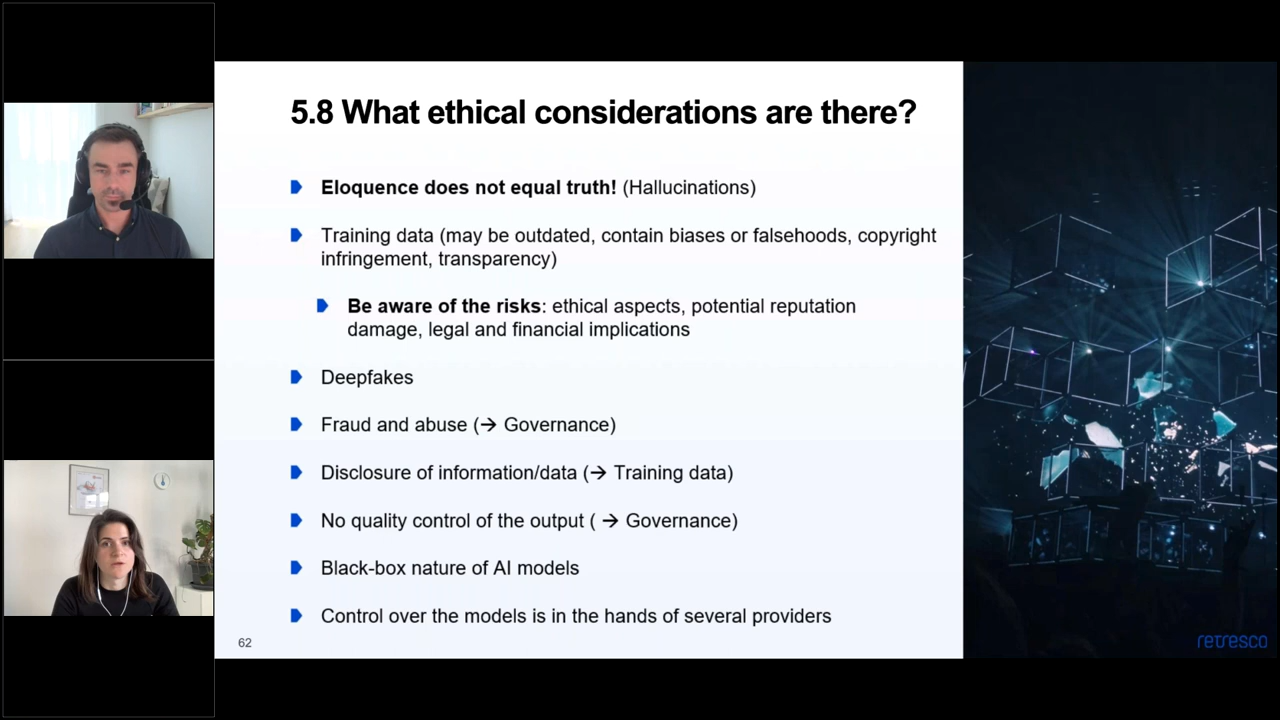 5.8 What ethical considerations are there?
Eloquence does not equal truth! (Hallucinations)
Training data (may be outdated, contain biases or falsehoods, copyright
infringement, transparency)
Be aware of the risks: ethical aspects, potential reputation
damage, legal and financial implications
Deepfakes
Fraud and abuse (→ Governance)
Disclosure of information/data (→ Training data)
No quality control of the output ( → Governance)
Black-box nature of AI models
Control over the models is in the hands of several providers
62
retresco